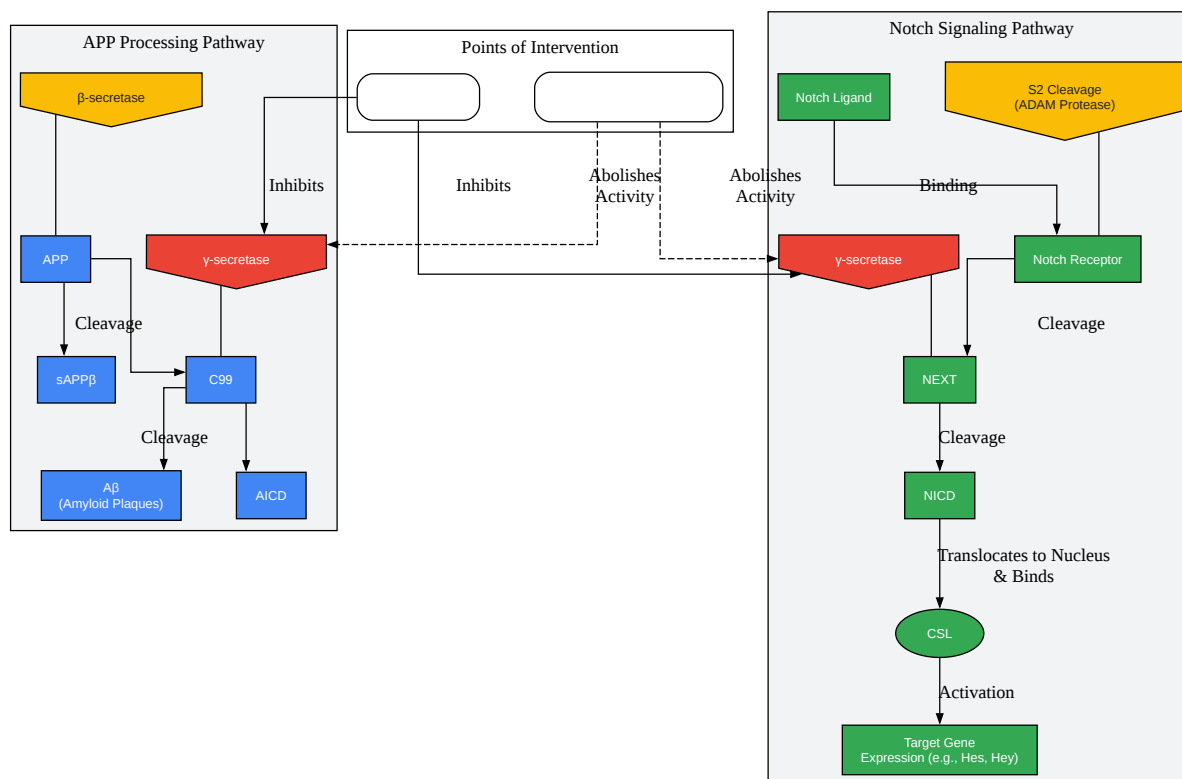 APP Processing Pathway
β-secretase
APP
γ-secretase
Cleavage
sAPPβ
C99
Cleavage
Aβ
(Amyloid Plaques)
AICD
Points of Intervention
Inhibits
Inhibits
Abolishes
Activity
Abolishes
Activity
Notch Signaling Pathway
Notch Ligand
S2 Cleavage
(ADAM Protease)
Binding
γ-secretase
Notch Receptor
Cleavage
NEXT
Cleavage
NICD
Translocates to Nucleus
& Binds
CSL
Activation
Target Gene
Expression (e.g., Hes, Hey)